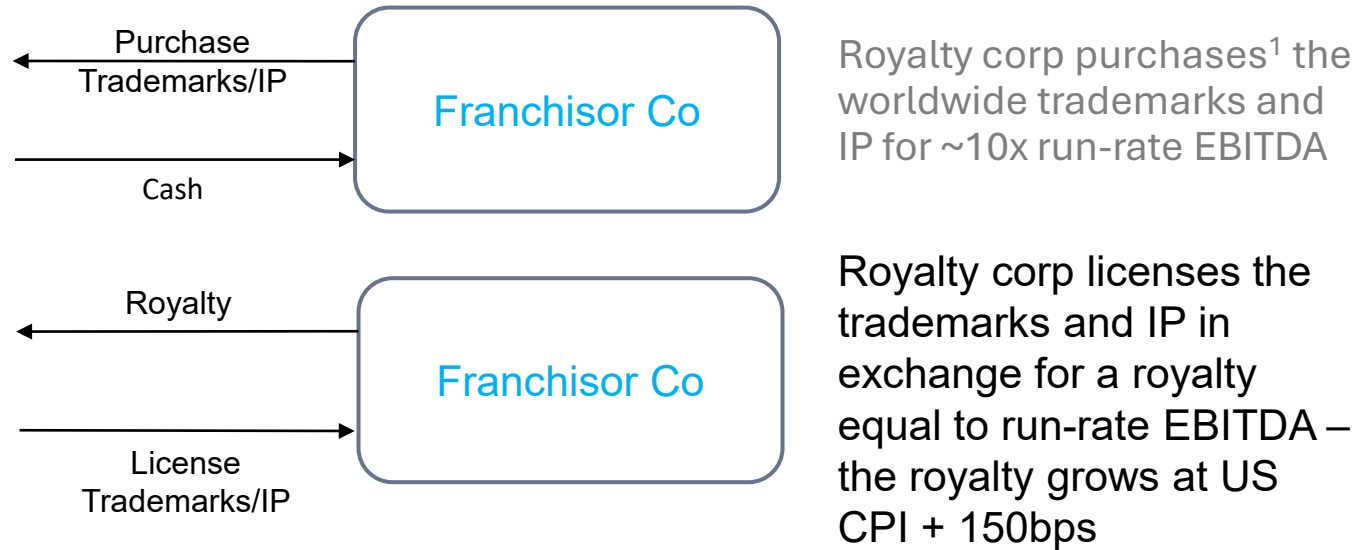 Purchase
Trademarks/IP
Franchisor Co
Cash
Royalty corp purchases¹ the
worldwide trademarks and
IP for ~10x run-rate EBITDA
Royalty
Franchisor Co
License
Trademarks/IP
Royalty corp licenses the
trademarks and IP in
exchange for a royalty
equal to run-rate EBITDA –
the royalty grows at US
CPI + 150bps